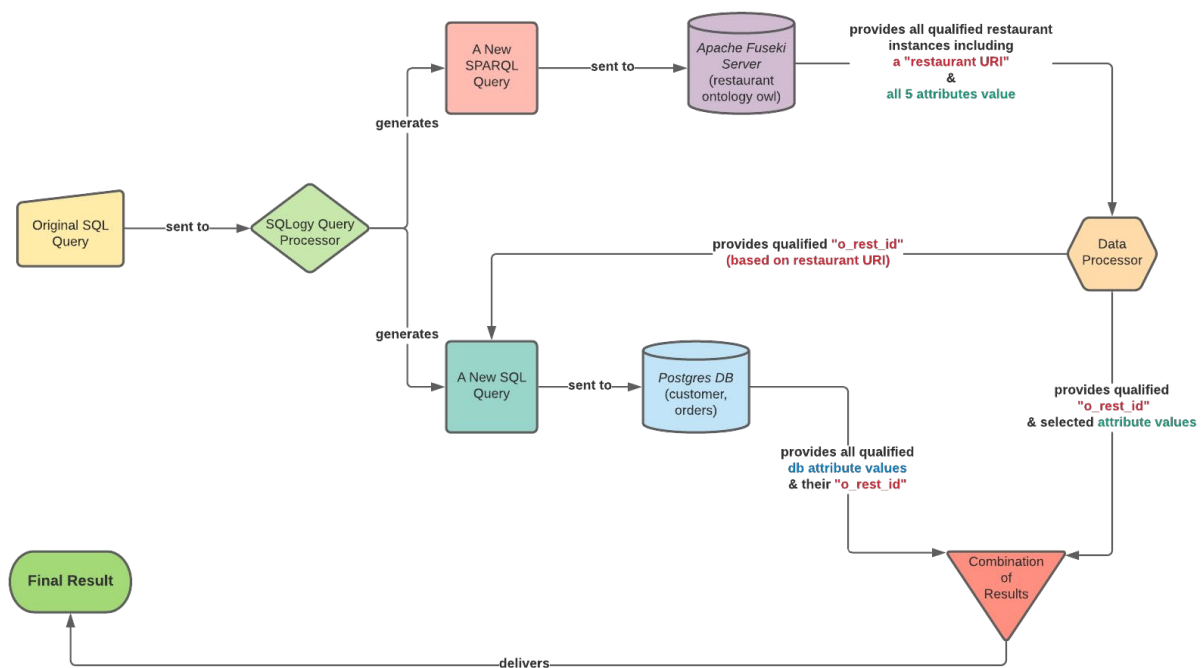 A New
SPARQL
Query
sent to
Apache Fuseki
Server
(restaurant
ontology owl)
provides all qualified restaurant
instances including
a "restaurant URI"
&
all 5 attributes value
generates
Original SQL
Query
sent to
SQLogy Query
Processor
provides qualified "o_rest_id"
(based on restaurant URI)
Data
Processor
generates
A New SQL
Query
sent to
Postgres DB
(customer,
orders)
provides qualified
"o_rest_id"
& selected attribute values
provides all qualified
db attribute values
& their "o_rest_id"
Combination
of
Results
Final Result
delivers